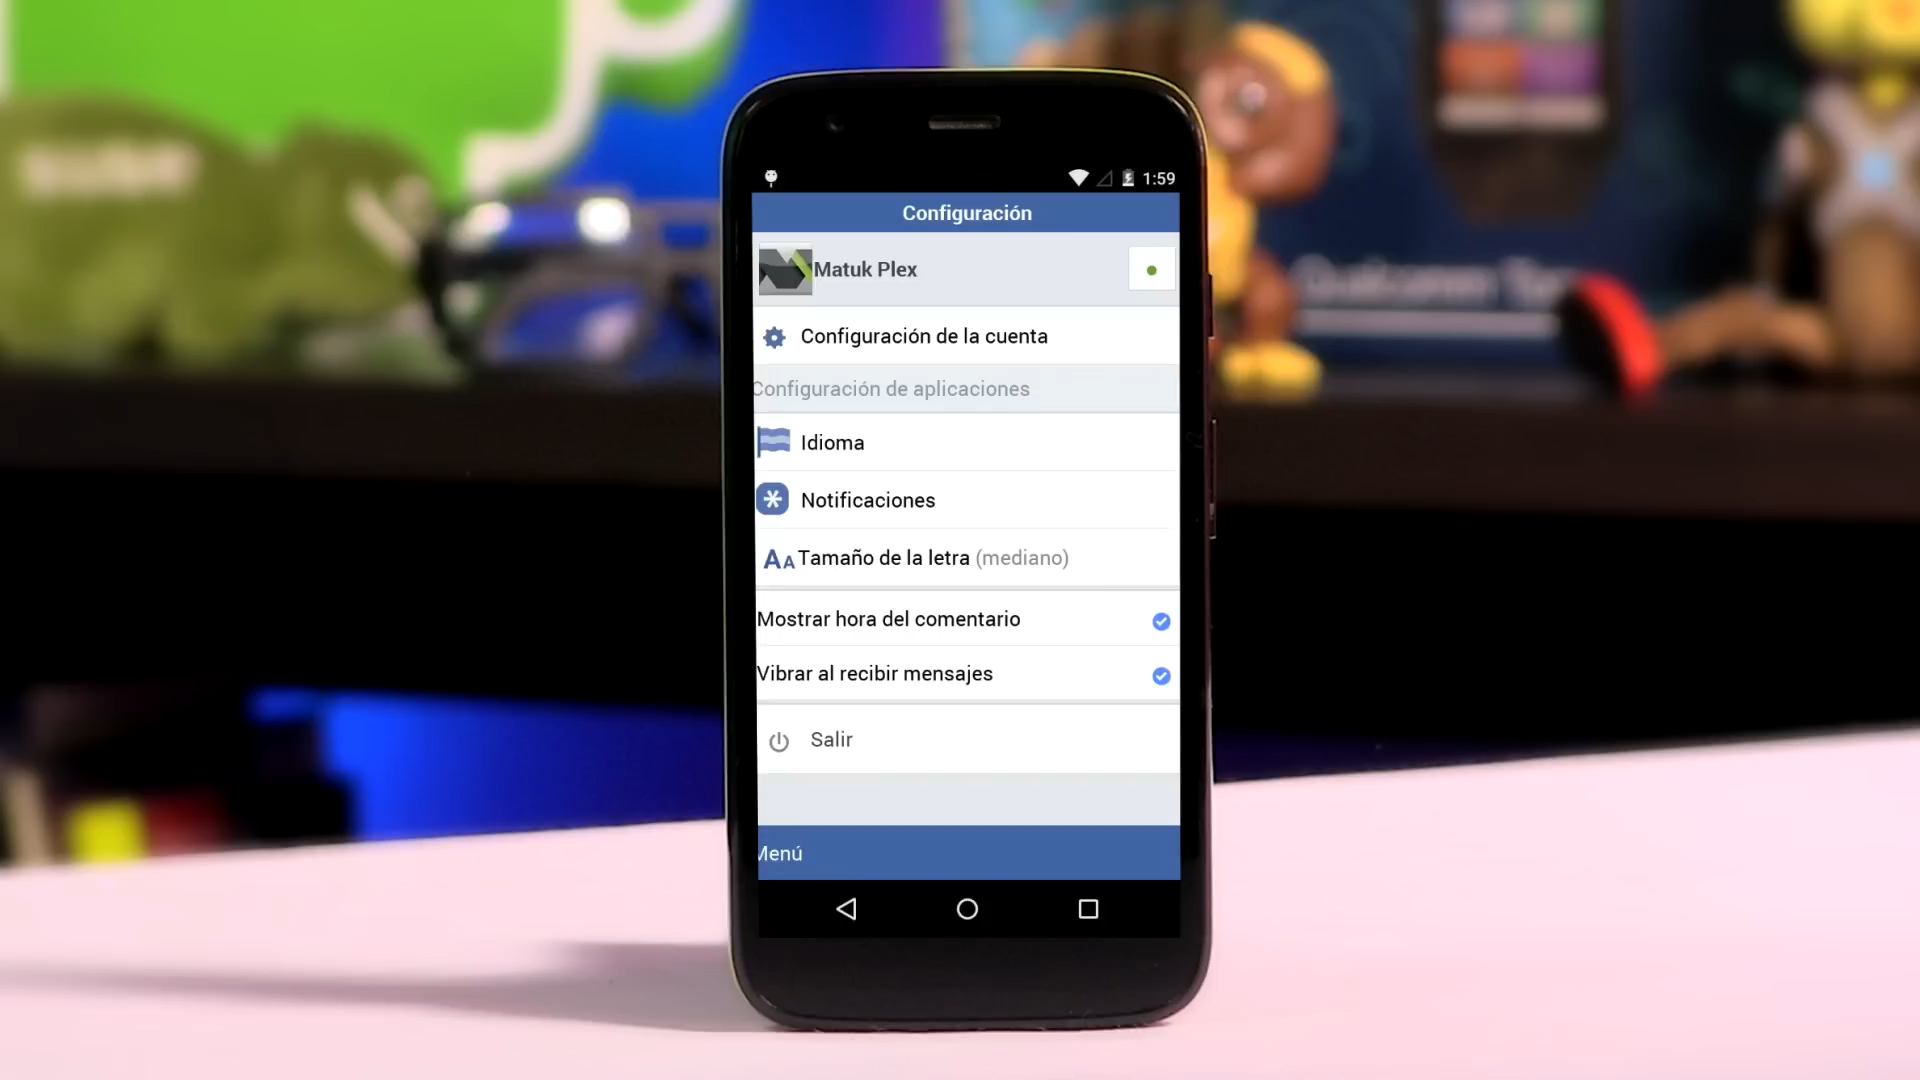 1:59
Configuración
Matuk Plex
Configuración de la cuenta
Configuración de aplicaciones
Idioma
Notificaciones
AA Tamaño de la letra (mediano)
Mostrar hora del comentario
Vibrar al recibir mensajes
Salir
Menú